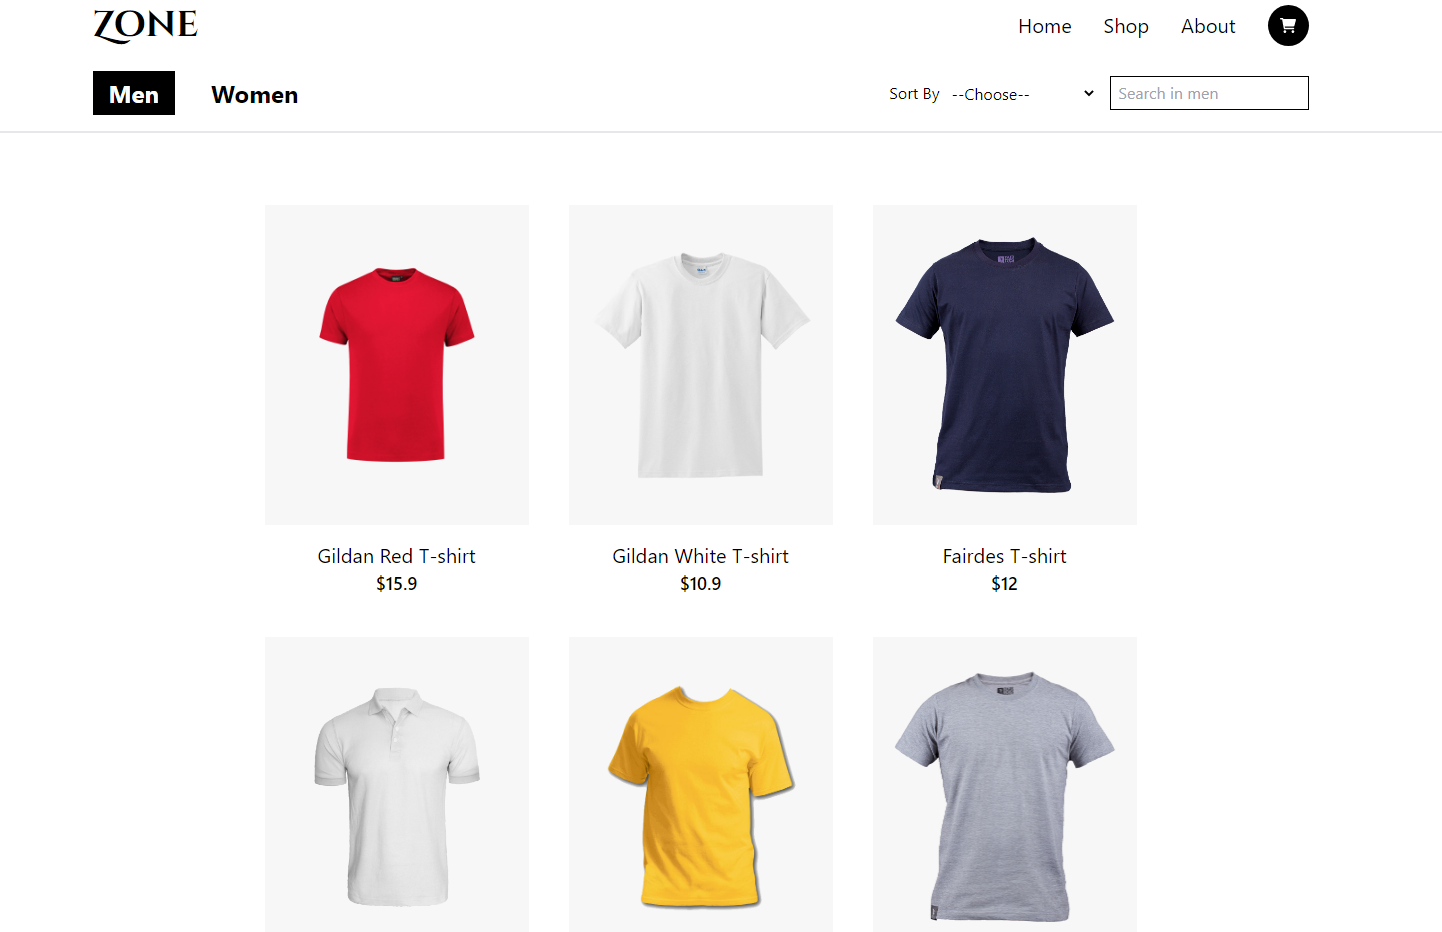 ZONE
Home Shop About
Men Women Sort By --Choose-- Search in men
Gildan Red T-shirt Gildan White T-shirt Fairdes T-shirt
$15.9 $10.9 $12